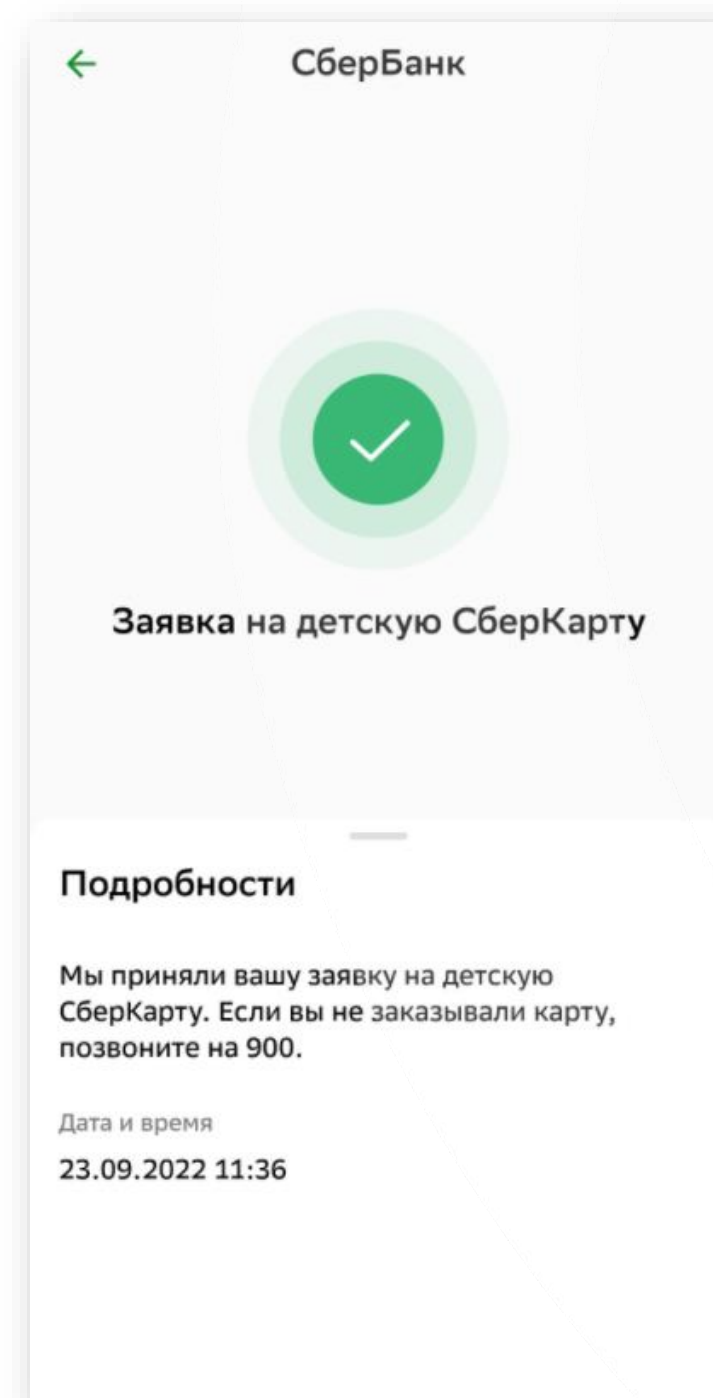 СберБанк
Заявка на детскую СберКарту
Подробности
Мы приняли вашу заявку на детскую
СберКарту. Если вы не заказывали карту,
позвоните на 900.
Дата и время
23.09.2022 11:36